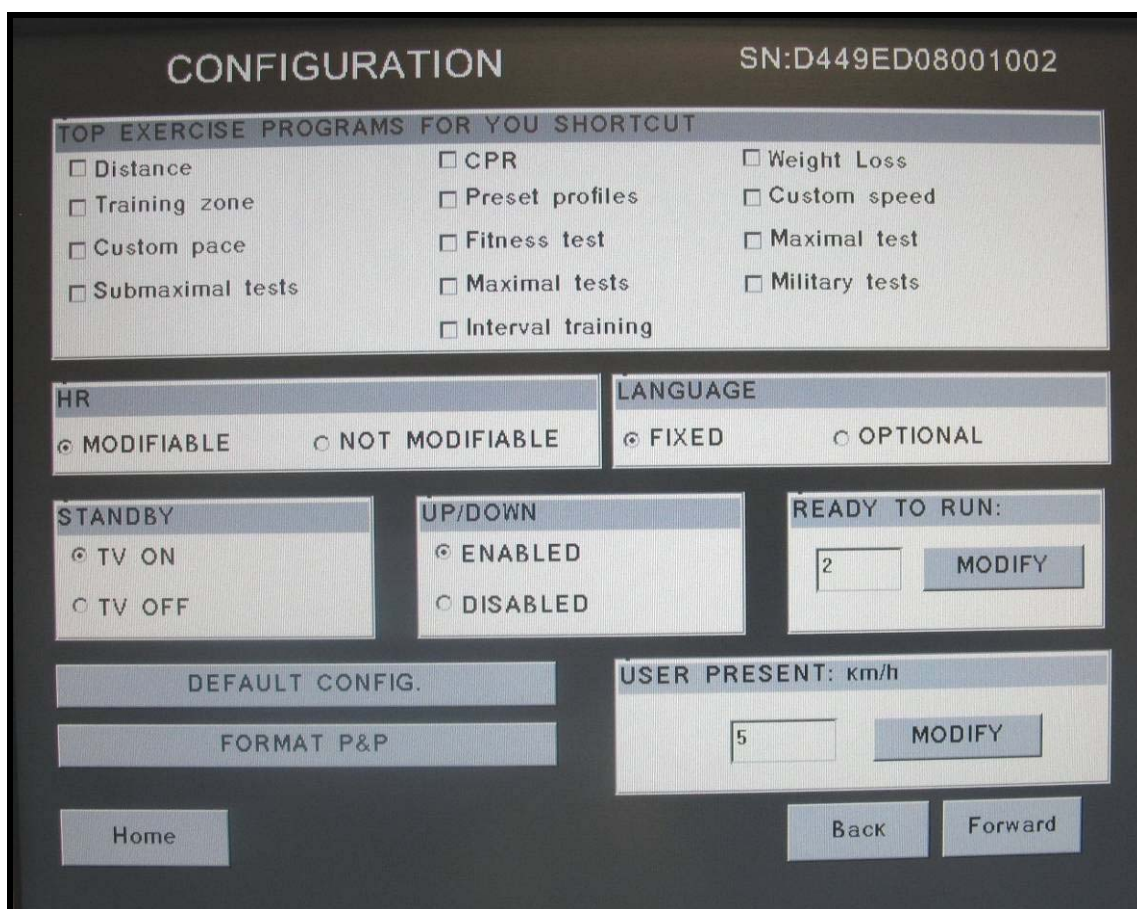 CONFIGURATION SN:D449ED08001002
TOP EXERCISE PROGRAMS FOR YOU SHORTCUT
Distance CPR Weight Loss
Training zone Preset profiles Custom speed
Custom pace Fitness test Maximal test
Submaximal tests Maximal tests Military tests
Interval training
HR LANGUAGE
MODIFIABLE NOT MODIFIABLE FIXED OPTIONAL
STANDBY UP/DOWN READY TO RUN:
TV ON ENABLED 2 MODIFY
TV OFF DISABLED
DEFAULT CONFIG. USER PRESENT: Km/h
FORMAT P&P 5 MODIFY
Home Back Forward